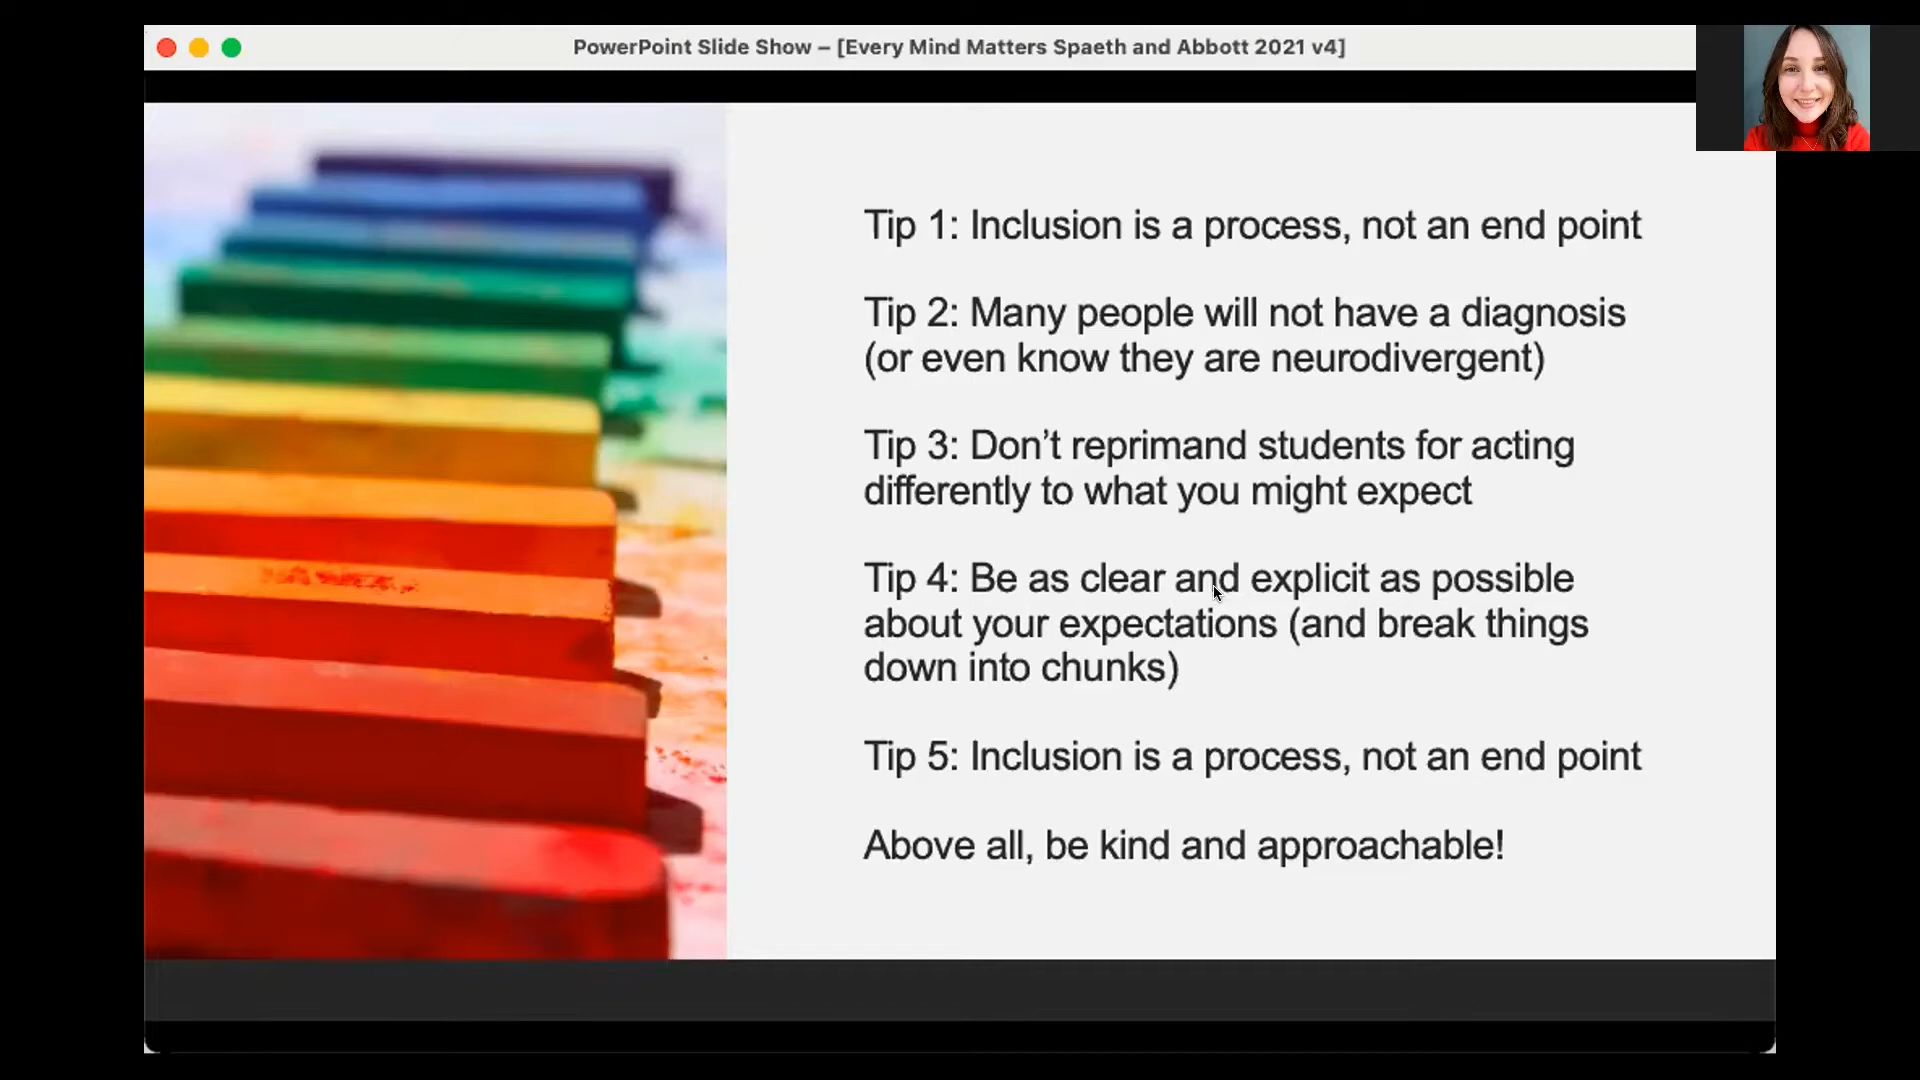 PowerPoint Slide Show – [Every Mind Matters Spaeth and Abbott 2021 v4]
Tip 1: Inclusion is a process, not an end point
Tip 2: Many people will not have a diagnosis
(or even know they are neurodivergent)
Tip 3: Don’t reprimand students for acting
differently to what you might expect
Tip 4: Be as clear and explicit as possible
about your expectations (and break things
down into chunks)
Tip 5: Inclusion is a process, not an end point
Above all, be kind and approachable!